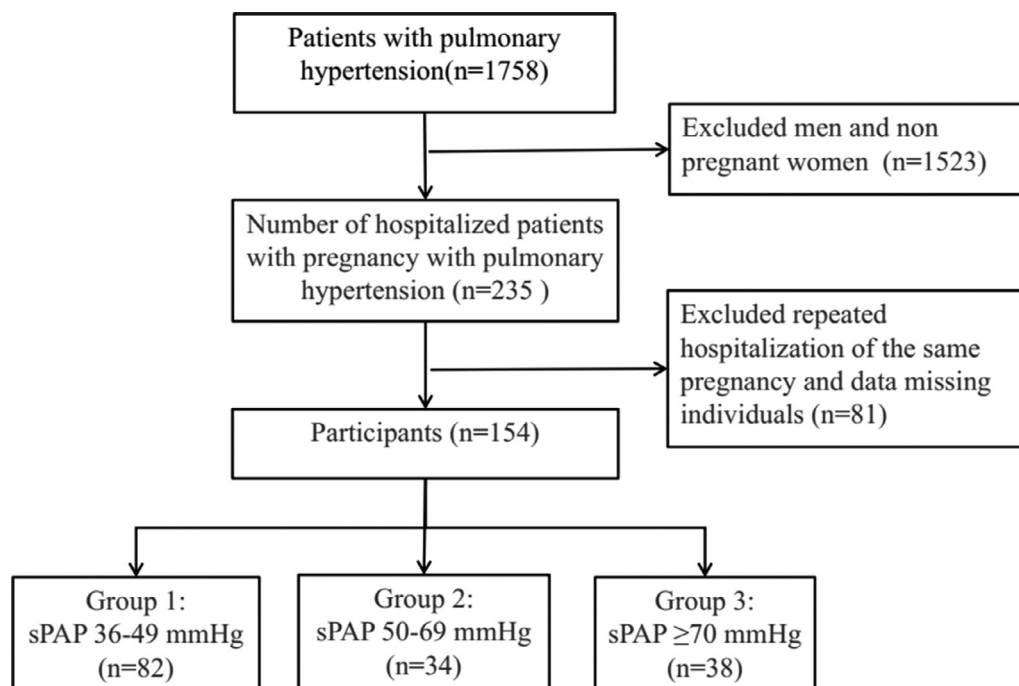 Patients with pulmonary
hypertension(n=1758)
Excluded men and non
pregnant women (n=1523)
Number of hospitalized patients
with pregnancy with pulmonary
hypertension (n=235 )
Excluded repeated
hospitalization of the same
pregnancy and data missing
individuals (n=81)
Participants (n=154)
Group 1:
sPAP 36-49 mmHg
(n=82)
Group 2:
sPAP 50-69 mmHg
(n=34)
Group 3:
sPAP ≥70 mmHg
(n=38)